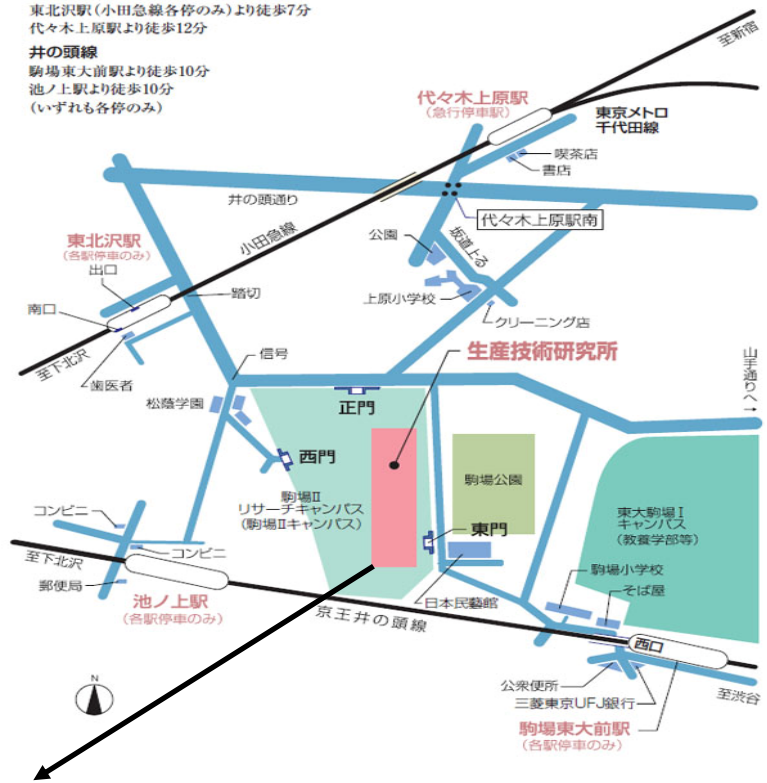 東北沢駅(小田急線各停のみ)より徒歩7分
代々木上原駅より徒歩12分
井の頭線
駒場東大前駅より徒歩10分
池ノ上駅より徒歩10分
(いずれも各停のみ)
至新宿
代々木上原駅
(急行停車駅)
東京メトロ
千代田線
喫茶店
書店
井の頭通り
代々木上原駅南
小田急線
東北沢駅
(各駅停車のみ)
出口
公園
坂道上る
踏切
上原小学校
南口
クリーニング店
至下北沢
歯医者
信号
生産技術研究所
山手通りへ→
松蔭学園
正門
西門
駒場公園
駒場II
リサーチキャンパス
(駒場IIキャンパス)
東大駒場I
キャンパス
(教養学部等)
コンビニ
東門
至下北沢
コンビニ
駒場小学校
郵便局
そば屋
池ノ上駅
(各駅停車のみ)
日本民藝館
京王井の頭線
西口
N
公衆便所
至渋谷
三菱東京UFJ銀行
駒場東大前駅
(各駅停車のみ)